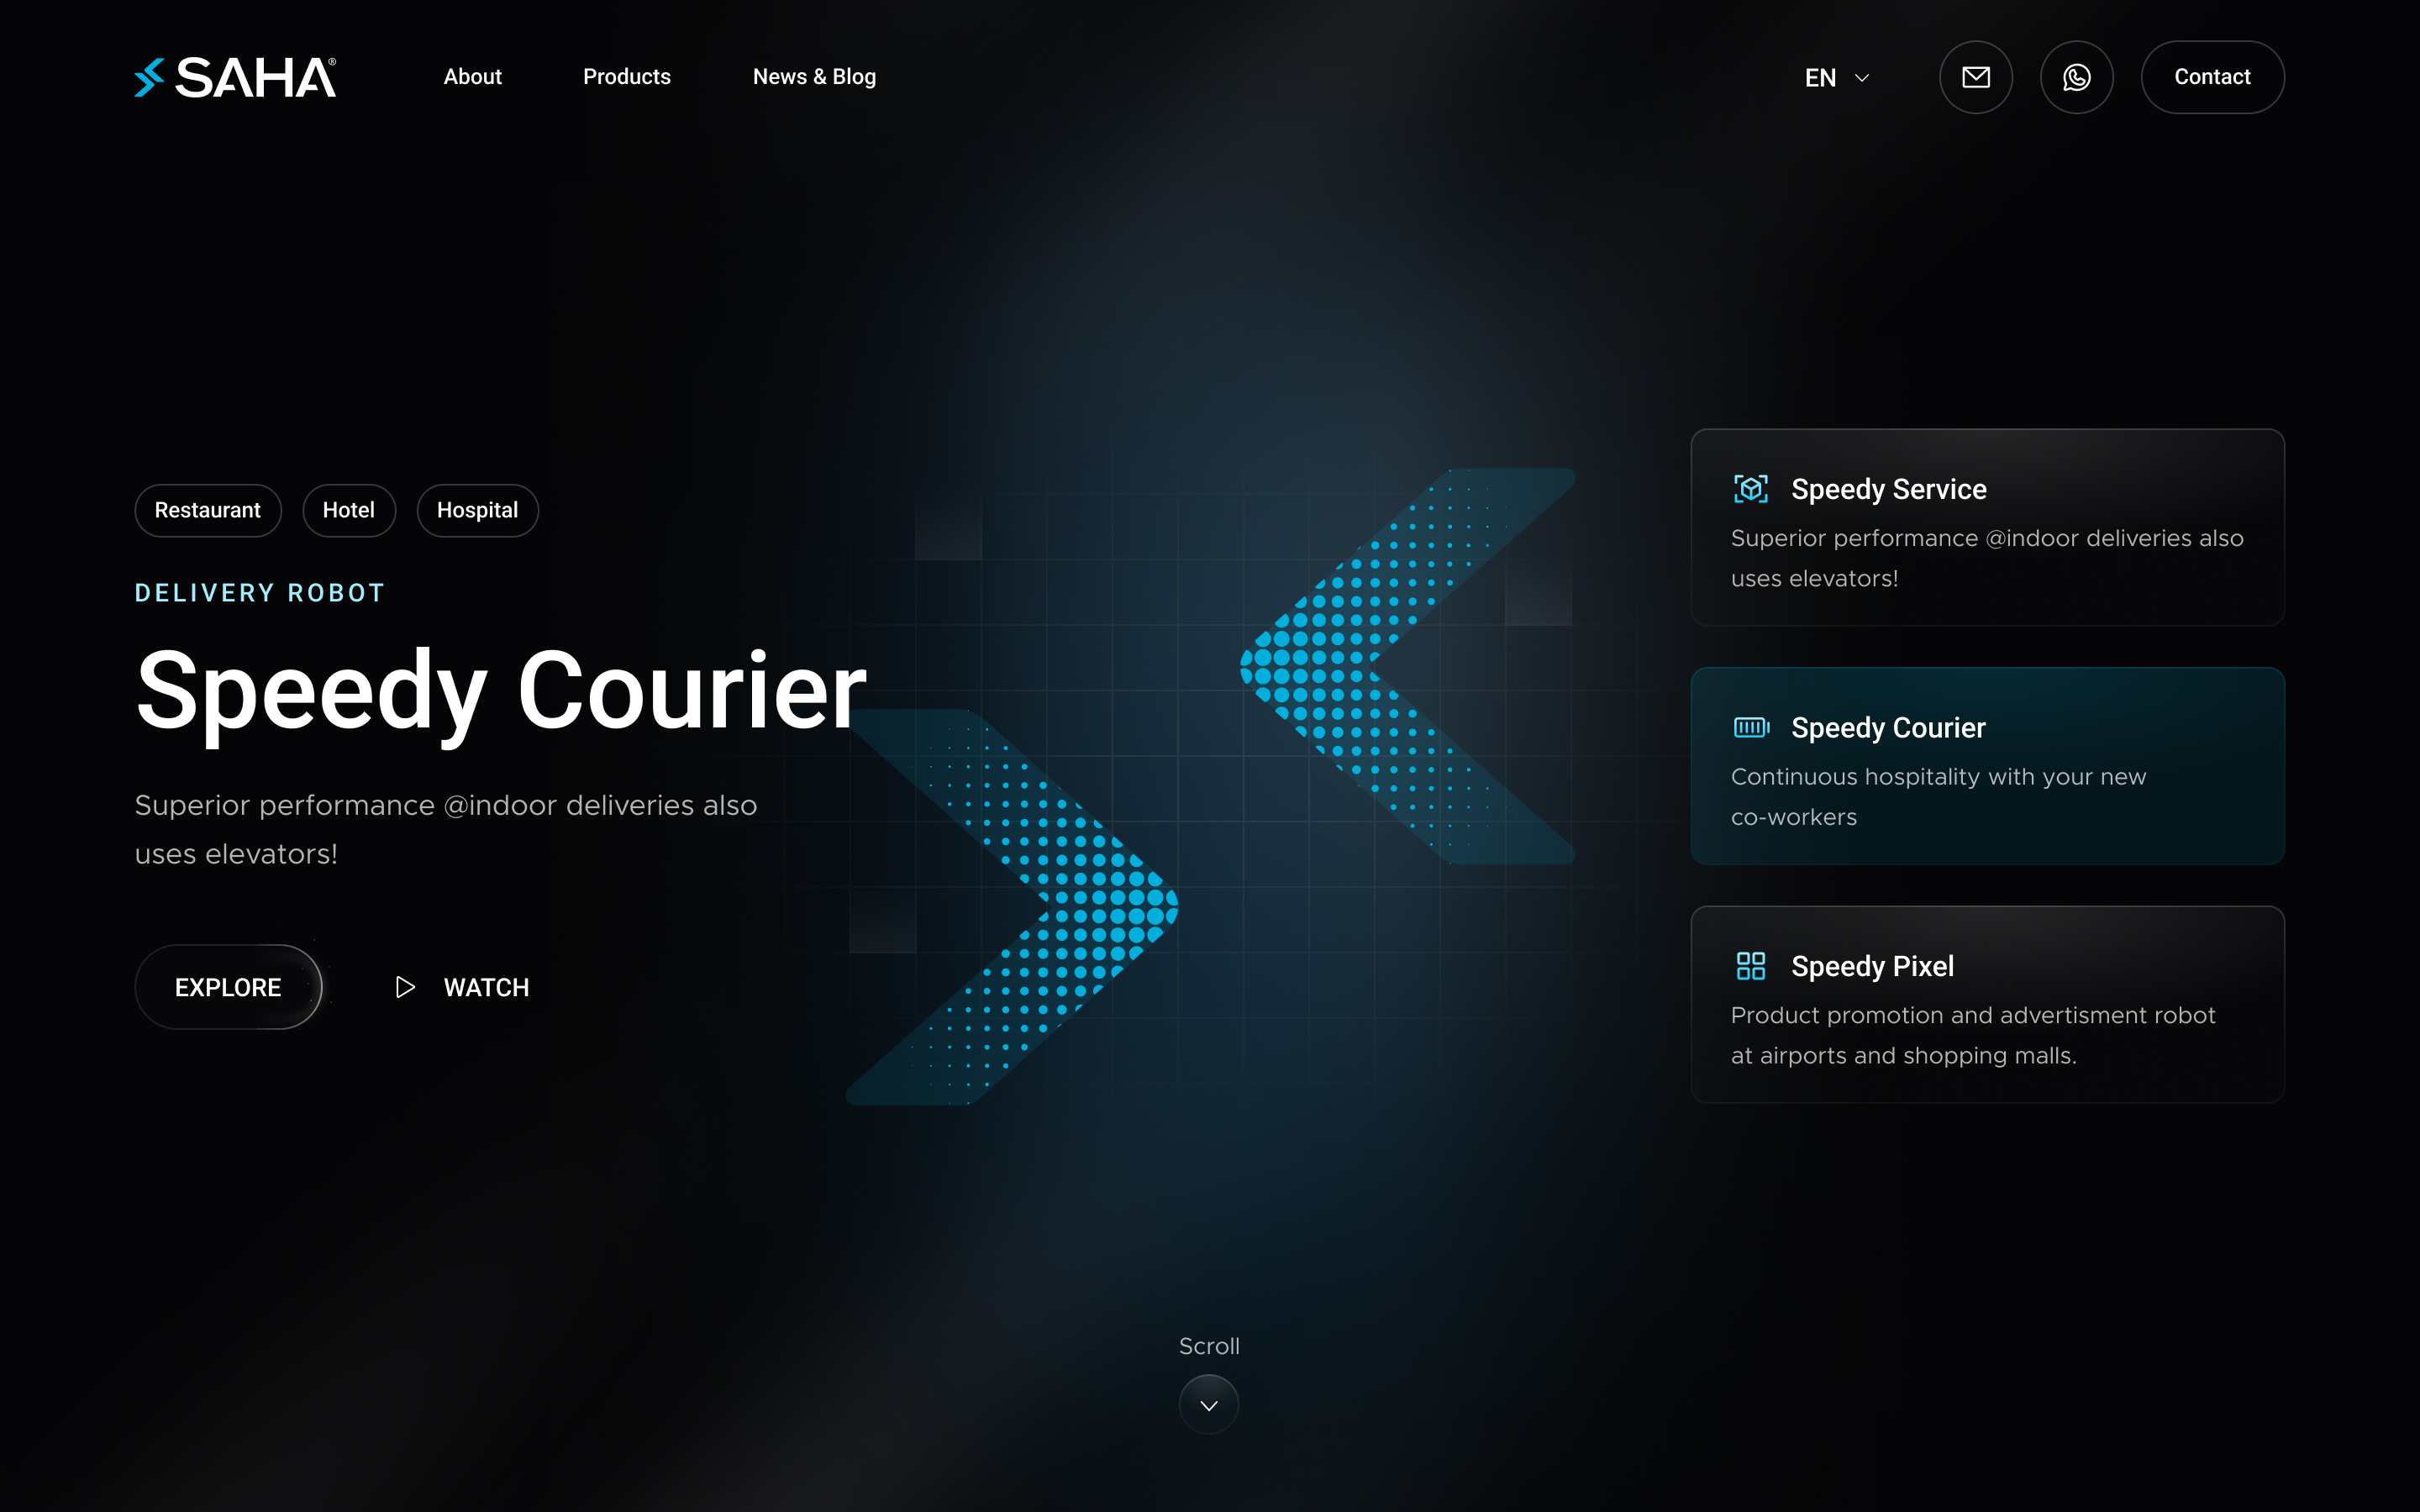 SAHA®
About
Products
News & Blog
EN
Contact
Restaurant
Hotel
Hospital
DELIVERY ROBOT
Speedy Courier
Superior performance @indoor deliveries also
uses elevators!
EXPLORE
WATCH
Speedy Service
Superior performance @indoor deliveries also
uses elevators!
Speedy Courier
Continuous hospitality with your new
co-workers
Speedy Pixel
Product promotion and advertisment robot
at airports and shopping malls.
Scroll